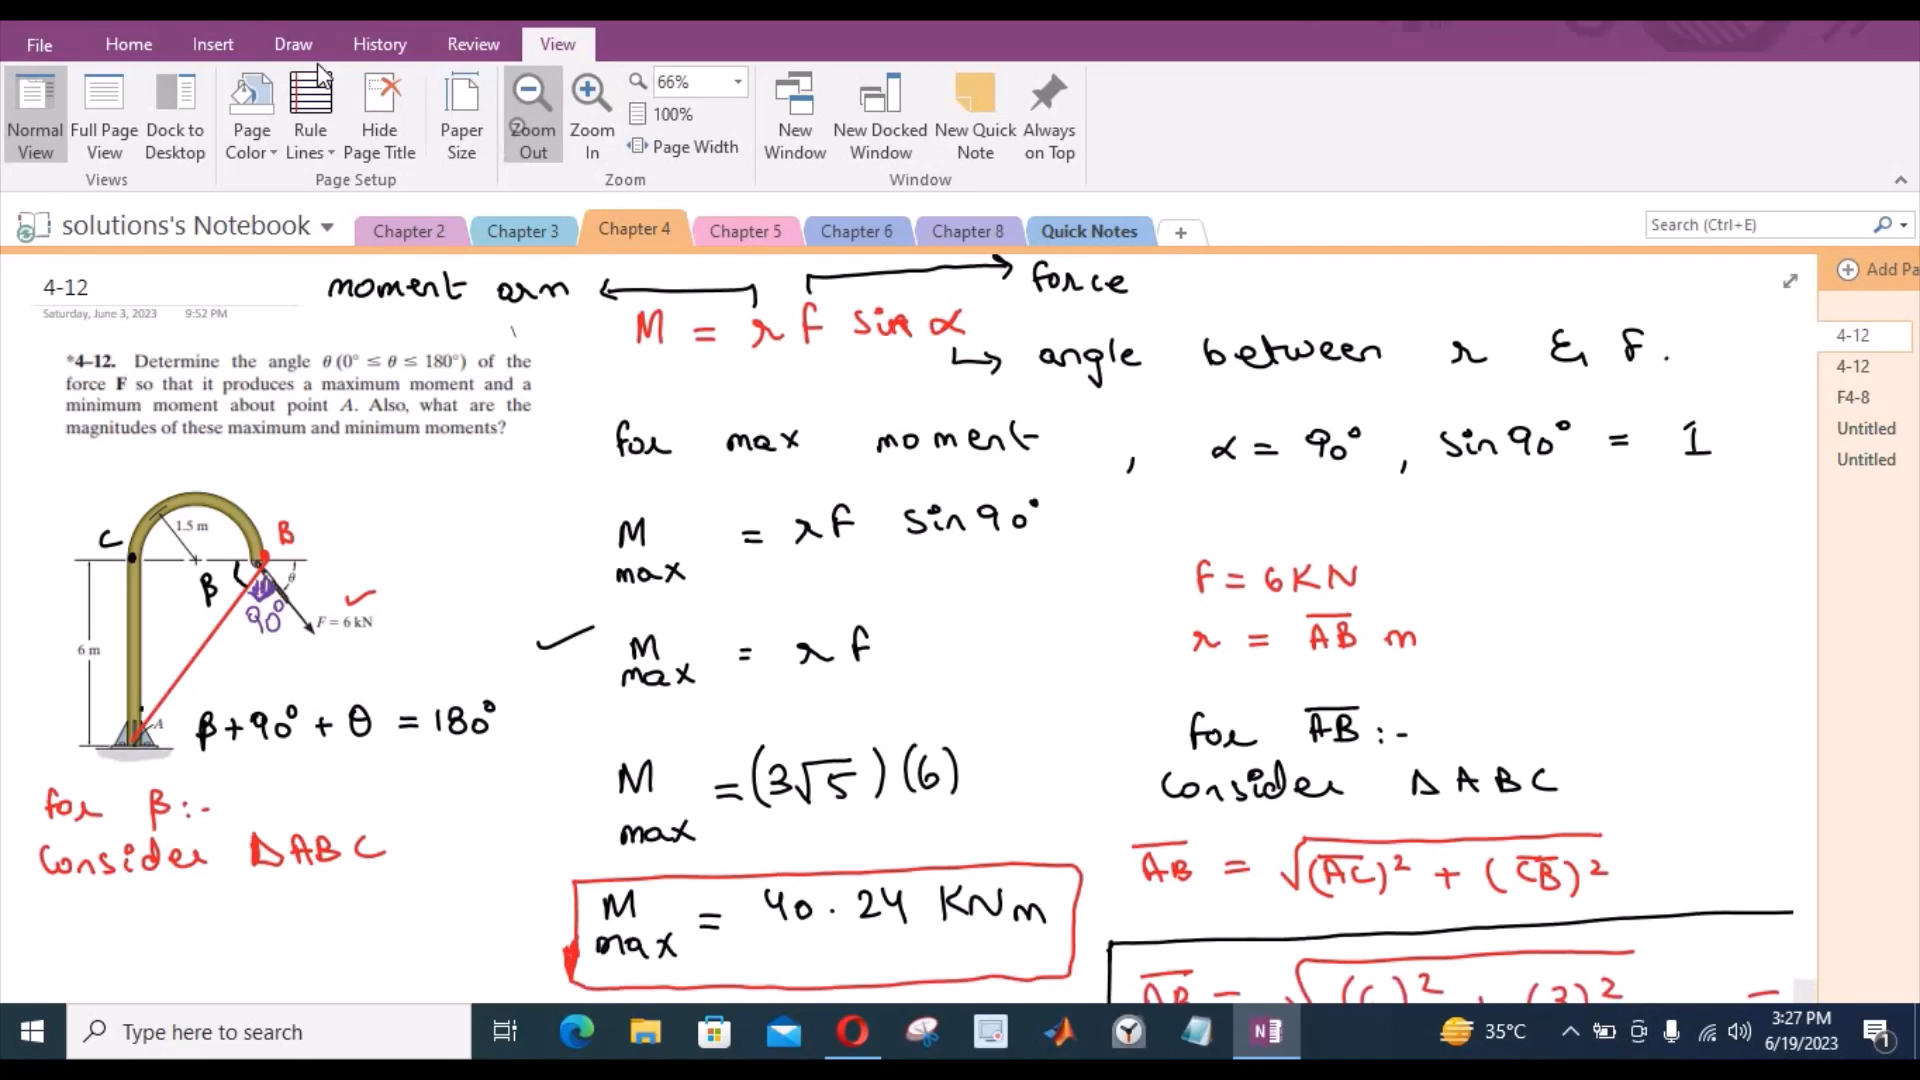 File Home Insert Draw History Review View
Normal View
Full Page View
Dock to Desktop
Views
Page Color
Rule Lines
Hide Page Title
Paper Size
Page Setup
Zoom Out
Zoom In
66%
100%
Page Width
Zoom
New Window
New Docked Window
New Quick Note
Always on Top
Window
solutions's Notebook
Chapter 2 Chapter 3 Chapter 4 Chapter 5 Chapter 6 Chapter 8 Quick Notes +
Search (Ctrl+E)
Add Pa
4-12
4-12
F4-8
Untitled
Untitled
4-12
Saturday, June 3, 2023 9:52 PM
*4–12. Determine the angle θ (0° ≤ θ ≤ 180°) of the
force F so that it produces a maximum moment and a
minimum moment about point A. Also, what are the
magnitudes of these maximum and minimum moments?
C
1.5 m
B
β
θ
90°
F = 6 kN
6 m
A
β + 90° + θ = 180°
for β:-
Consider ΔABC
moment arm
force
M = r f sin α
angle between r & F.
for max moment , α = 90° , sin 90° = 1
M max = r F sin 90°
M max = r f
M max = (3√5)(6)
M max = 40.24 KNm
f = 6 KN
r = AB m
for AB :-
Consider ΔABC
AB = √(AC)² + (CB)²
AB = √(6)² + (3)² =
Type here to search
35°C
3:27 PM
6/19/2023
1